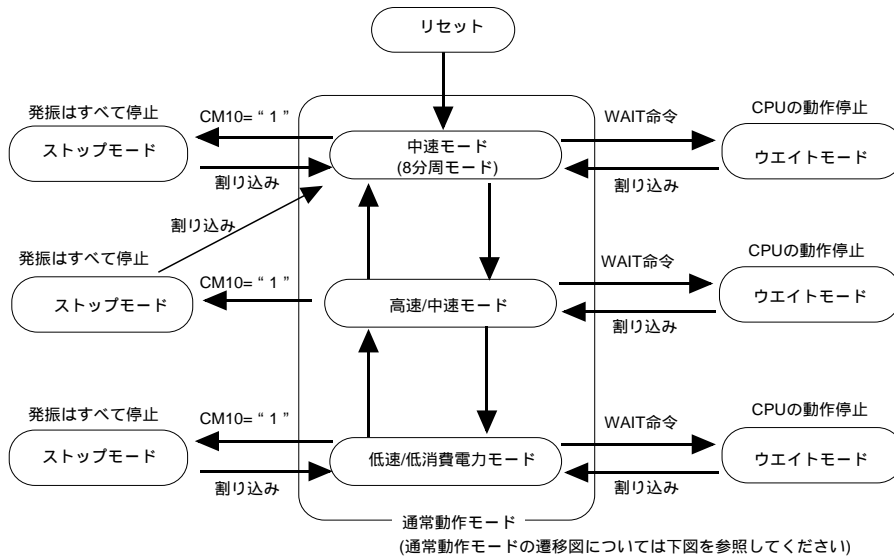 リセット
発振はすべて停止
CM10= “ 1 ”
ストップモード
割り込み
中速モード
(8分周モード)
WAIT命令
CPUの動作停止
ウエイトモード
割り込み
割り込み
発振はすべて停止
CM10= “ 1 ”
ストップモード
高速/中速モード
WAIT命令
CPUの動作停止
ウエイトモード
割り込み
発振はすべて停止
CM10= “ 1 ”
ストップモード
割り込み
低速/低消費電力モード
WAIT命令
CPUの動作停止
ウエイトモード
割り込み
通常動作モード
(通常動作モードの遷移図については下図を参照してください)